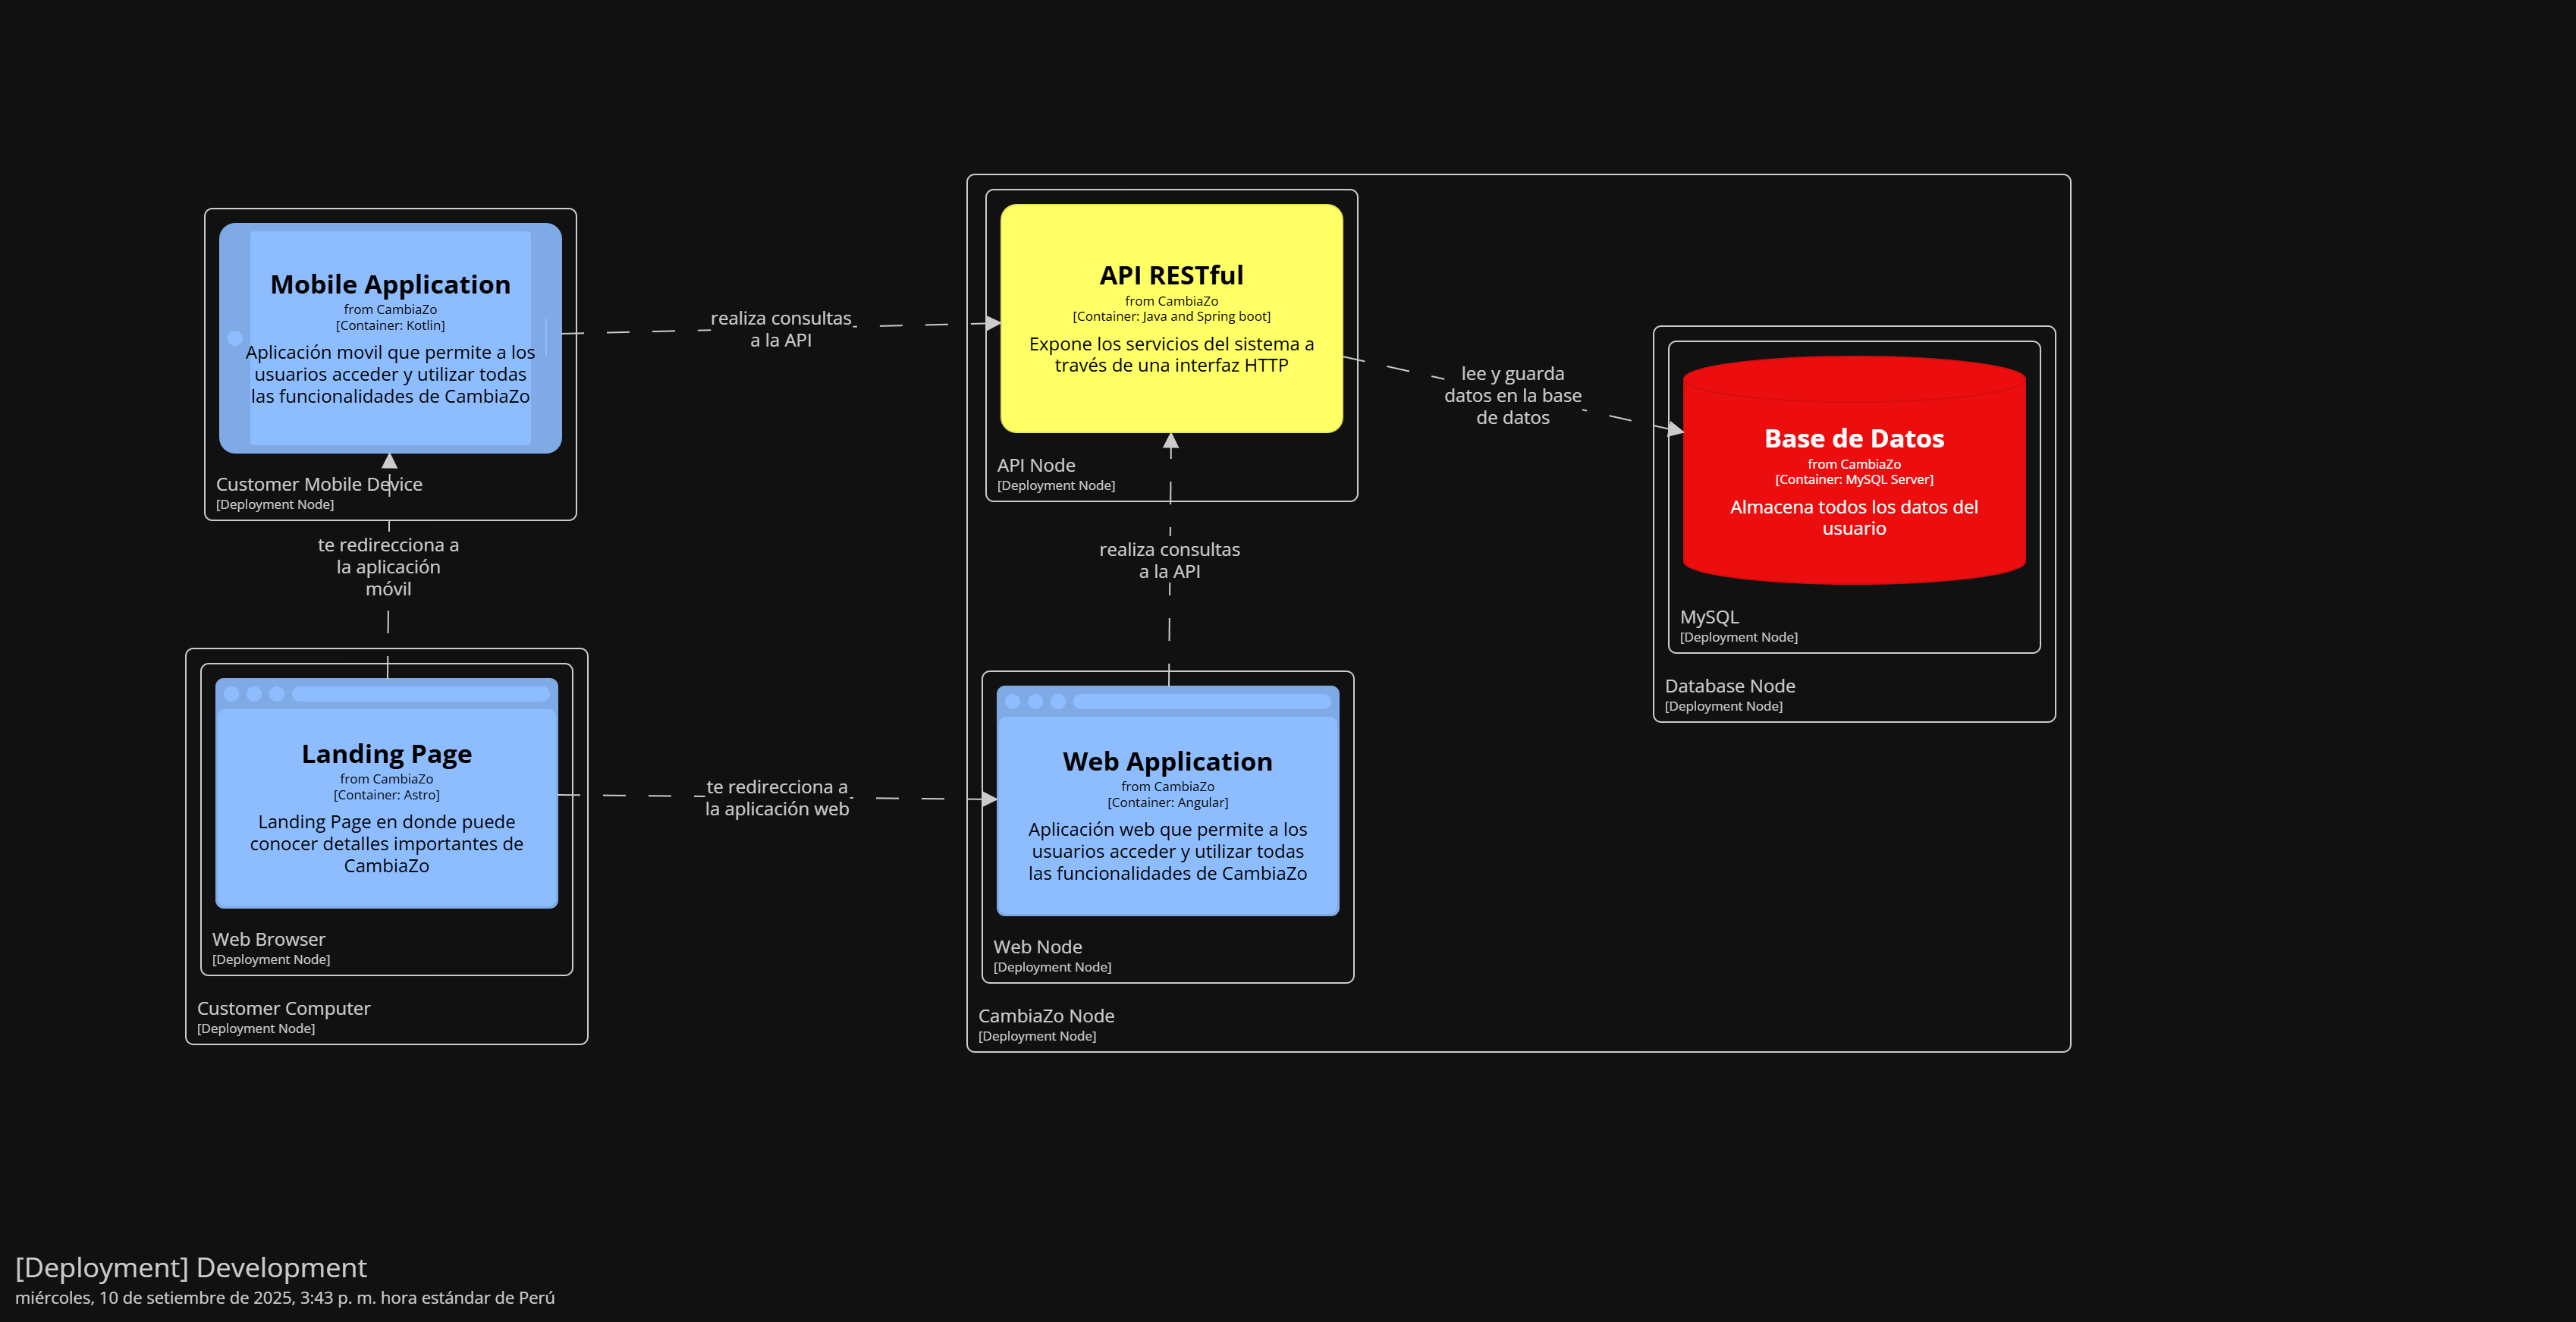 Mobile Application
from CambiaZo
[Container: Kotlin]
Aplicación movil que permite a los
usuarios acceder y utilizar todas
las funcionalidades de CambiaZo
Customer Mobile Device
[Deployment Node]
realiza consultas
a la API
API RESTful
from CambiaZo
[Container: Java and Spring boot]
Expone los servicios del sistema a
través de una interfaz HTTP
API Node
[Deployment Node]
lee y guarda
datos en la base
de datos
Base de Datos
from CambiaZo
[Container: MySQL Server]
Almacena todos los datos del
usuario
MySQL
[Deployment Node]
Database Node
[Deployment Node]
te redirecciona a
la aplicación
móvil
realiza consultas
a la API
Landing Page
from CambiaZo
[Container: Astro]
Landing Page en donde puede
conocer detalles importantes de
CambiaZo
Web Browser
[Deployment Node]
Customer Computer
[Deployment Node]
te redirecciona a
la aplicación web
Web Application
from CambiaZo
[Container: Angular]
Aplicación web que permite a los
usuarios acceder y utilizar todas
las funcionalidades de CambiaZo
Web Node
[Deployment Node]
CambiaZo Node
[Deployment Node]
[Deployment] Development
miércoles, 10 de setiembre de 2025, 3:43 p. m. hora estándar de Perú